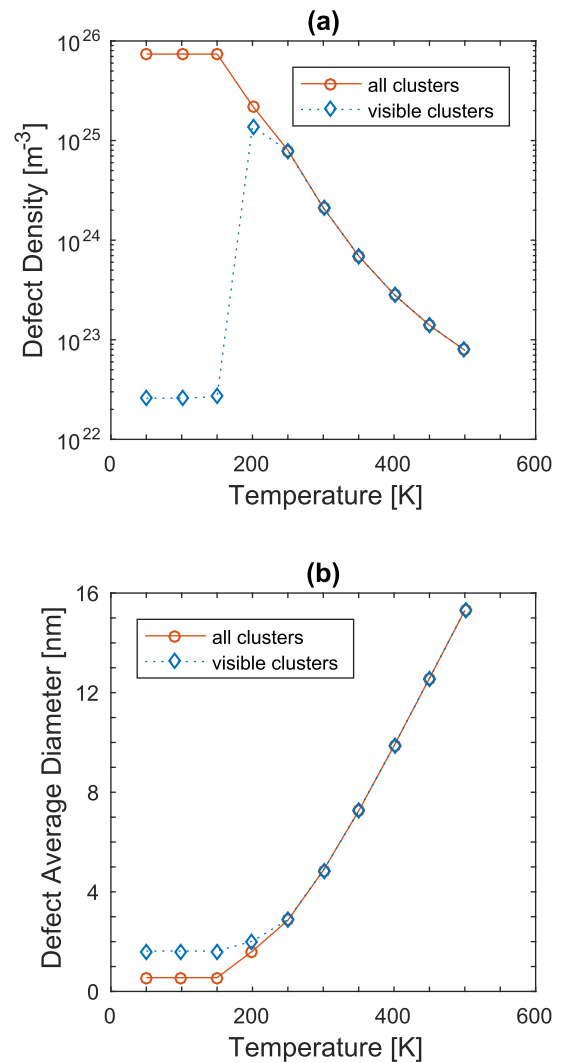 (a)
10^26
10^25
10^24
10^23
10^22
Defect Density [m^-3]
all clusters
visible clusters
0
200
400
600
Temperature [K]
(b)
16
12
8
4
0
Defect Average Diameter [nm]
all clusters
visible clusters
0
200
400
600
Temperature [K]